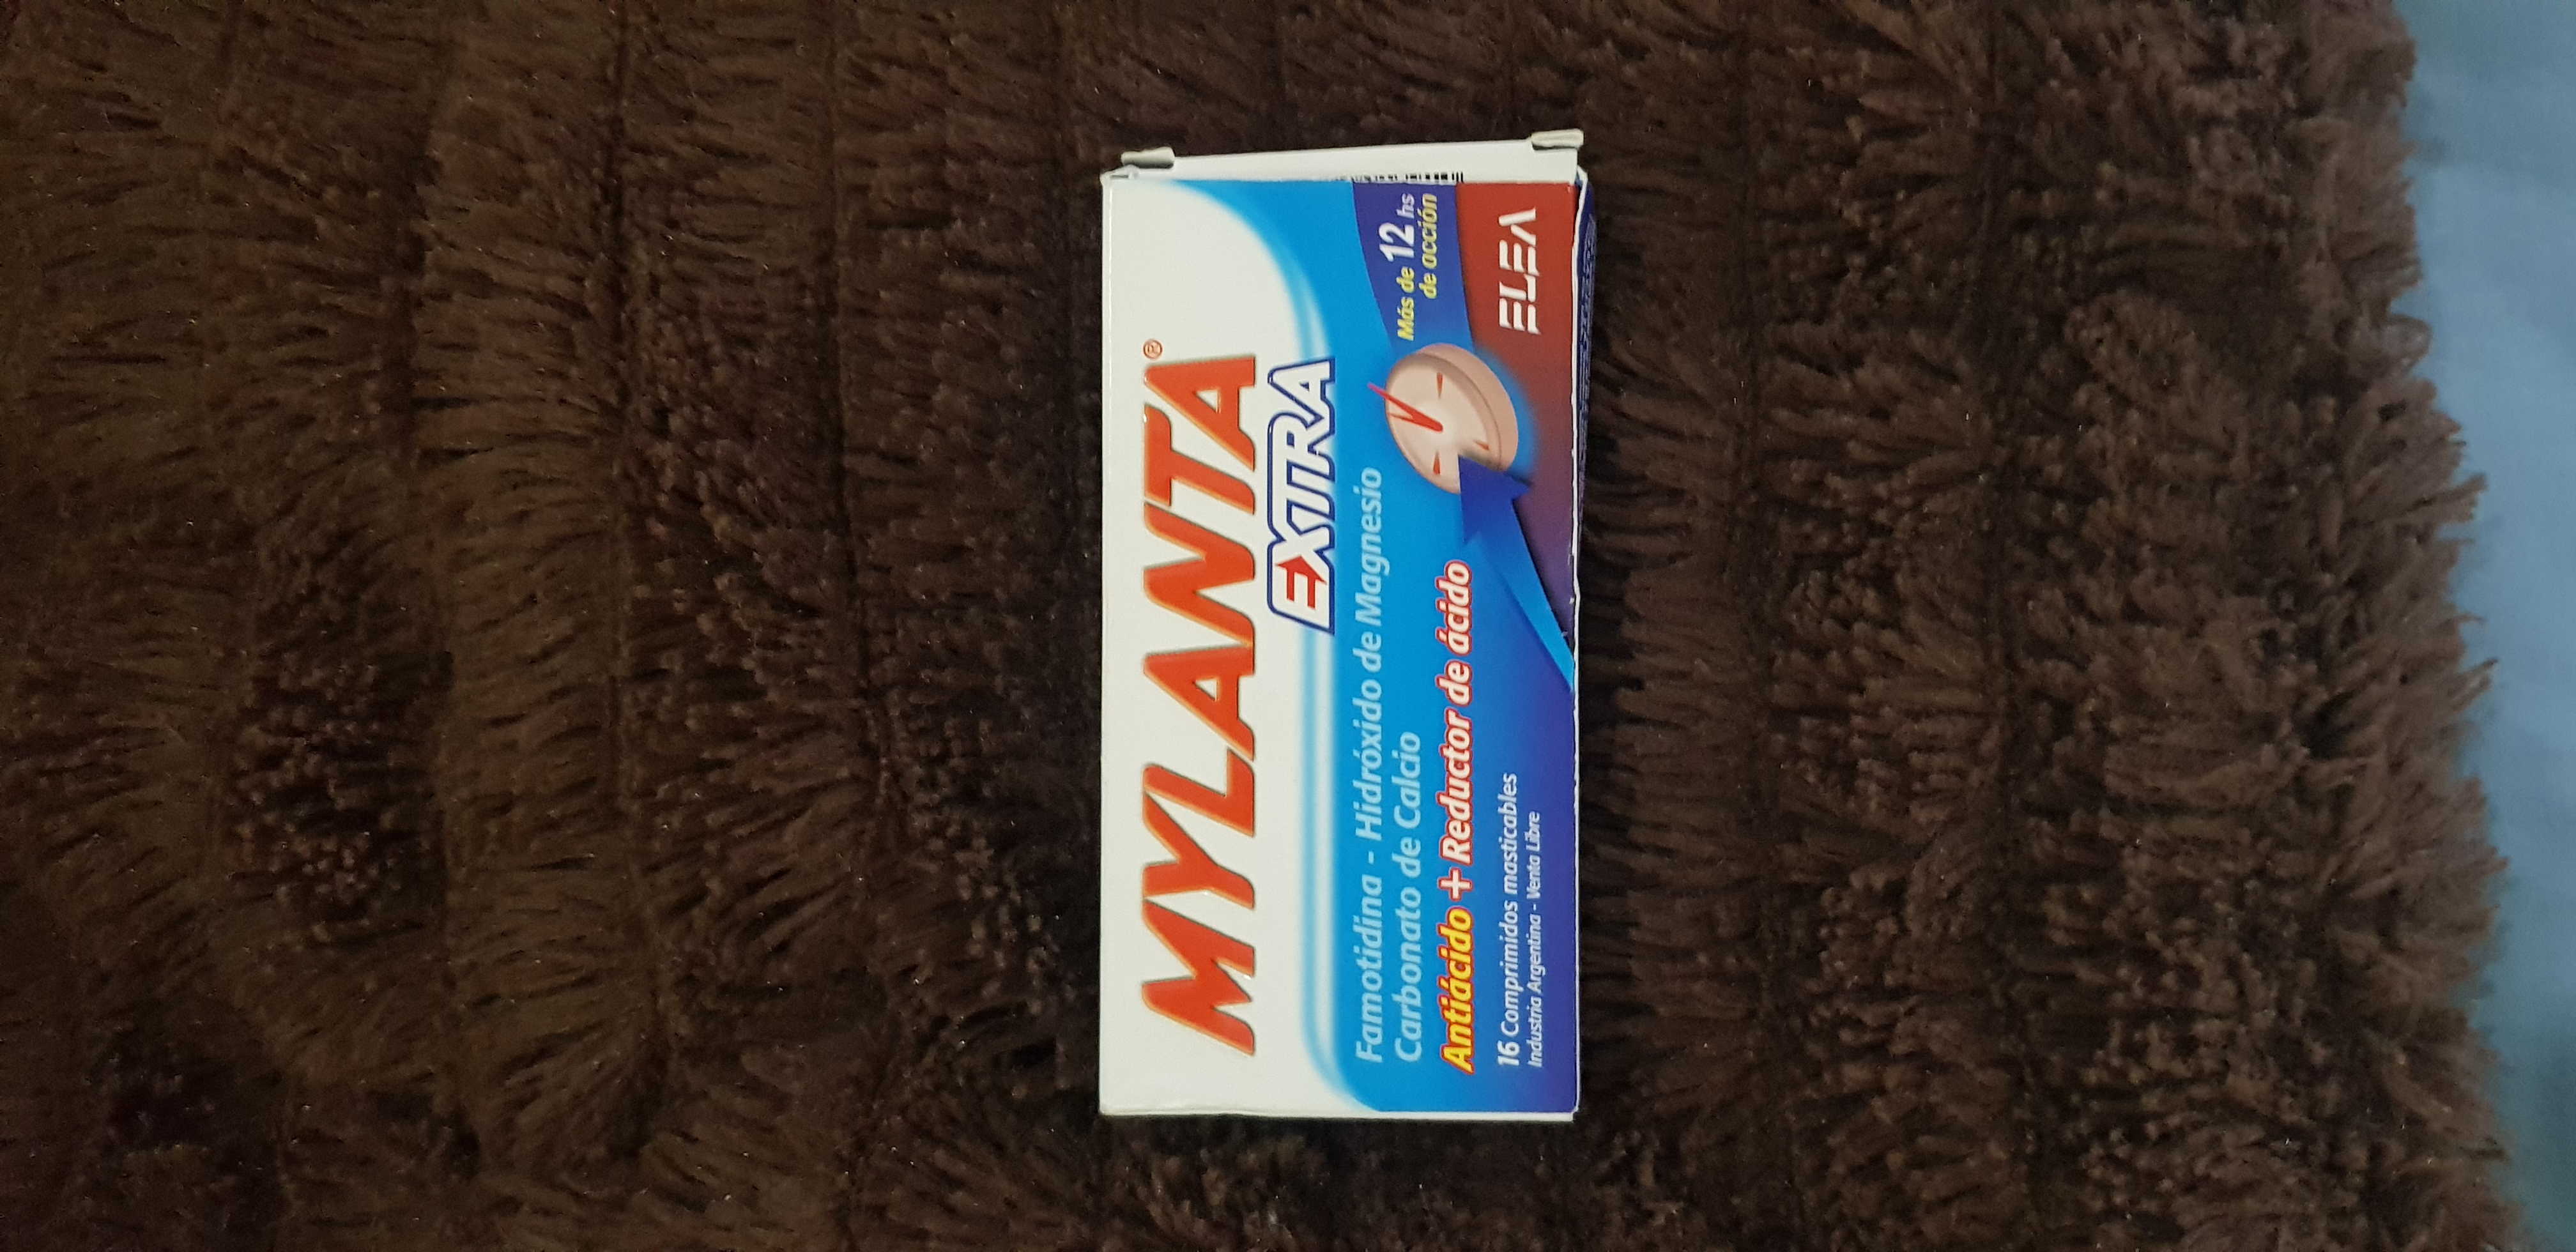 MYLANTA®
EXTRA
Famotidina - Hidróxido de Magnesio
Carbonato de Calcio
Antiácido + Reductor de ácido
16 Comprimidos masticables
Industria Argentina - Venta Libre
Más de 12 hs
de acción
ELEA